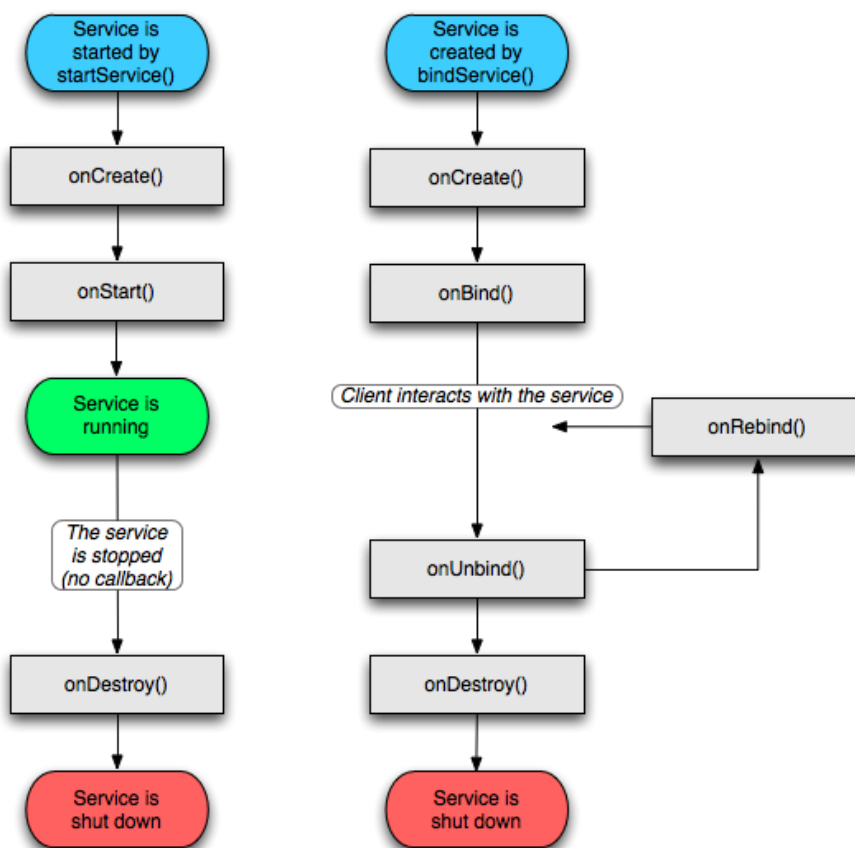 Service is
started by
startService()
onCreate()
onStart()
Service is
running
The service
is stopped
(no callback)
onDestroy()
Service is
shut down
Service is
created by
bindService()
onCreate()
onBind()
Client interacts with the service
onRebind()
onUnbind()
onDestroy()
Service is
shut down